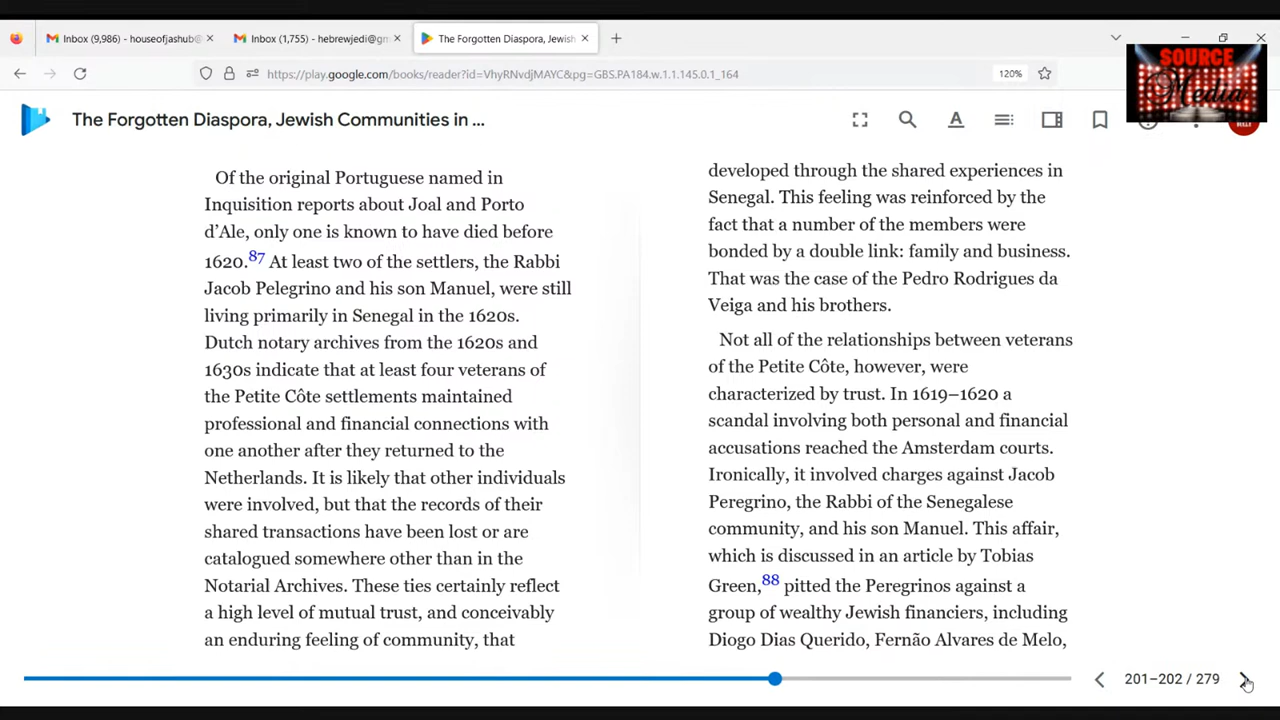 Inbox (9,986) - houseofjashub@
Inbox (1,755) - hebrewjedi@gm
The Forgotten Diaspora, Jewish
https://play.google.com/books/reader?id=VhyRNvdjMAYC&pg=GBS.PA184.w.1.1.145.0.1_164
120%
SOURCE
Media
The Forgotten Diaspora, Jewish Communities in ...
Of the original Portuguese named in
Inquisition reports about Joal and Porto
d'Ale, only one is known to have died before
1620.87 At least two of the settlers, the Rabbi
Jacob Pelegrino and his son Manuel, were still
living primarily in Senegal in the 1620s.
Dutch notary archives from the 1620s and
1630s indicate that at least four veterans of
the Petite Côte settlements maintained
professional and financial connections with
one another after they returned to the
Netherlands. It is likely that other individuals
were involved, but that the records of their
shared transactions have been lost or are
catalogued somewhere other than in the
Notarial Archives. These ties certainly reflect
a high level of mutual trust, and conceivably
an enduring feeling of community, that
developed through the shared experiences in
Senegal. This feeling was reinforced by the
fact that a number of the members were
bonded by a double link: family and business.
That was the case of the Pedro Rodrigues da
Veiga and his brothers.
Not all of the relationships between veterans
of the Petite Côte, however, were
characterized by trust. In 1619–1620 a
scandal involving both personal and financial
accusations reached the Amsterdam courts.
Ironically, it involved charges against Jacob
Peregrino, the Rabbi of the Senegalese
community, and his son Manuel. This affair,
which is discussed in an article by Tobias
Green,88 pitted the Peregrinos against a
group of wealthy Jewish financiers, including
Diogo Dias Querido, Fernão Alvares de Melo,
201–202 / 279